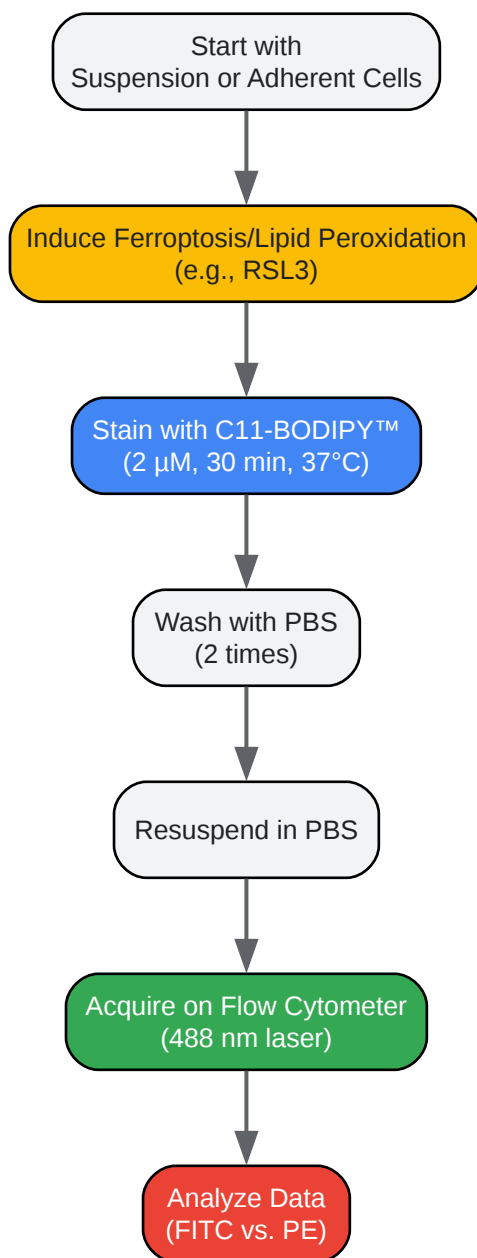 Start with
Suspension or Adherent Cells
Induce Ferroptosis/Lipid Peroxidation
(e.g., RSL3)
Stain with C11-BODIPY™
(2 µM, 30 min, 37°C)
Wash with PBS
(2 times)
Resuspend in PBS
Acquire on Flow Cytometer
(488 nm laser)
Analyze Data
(FITC vs. PE)